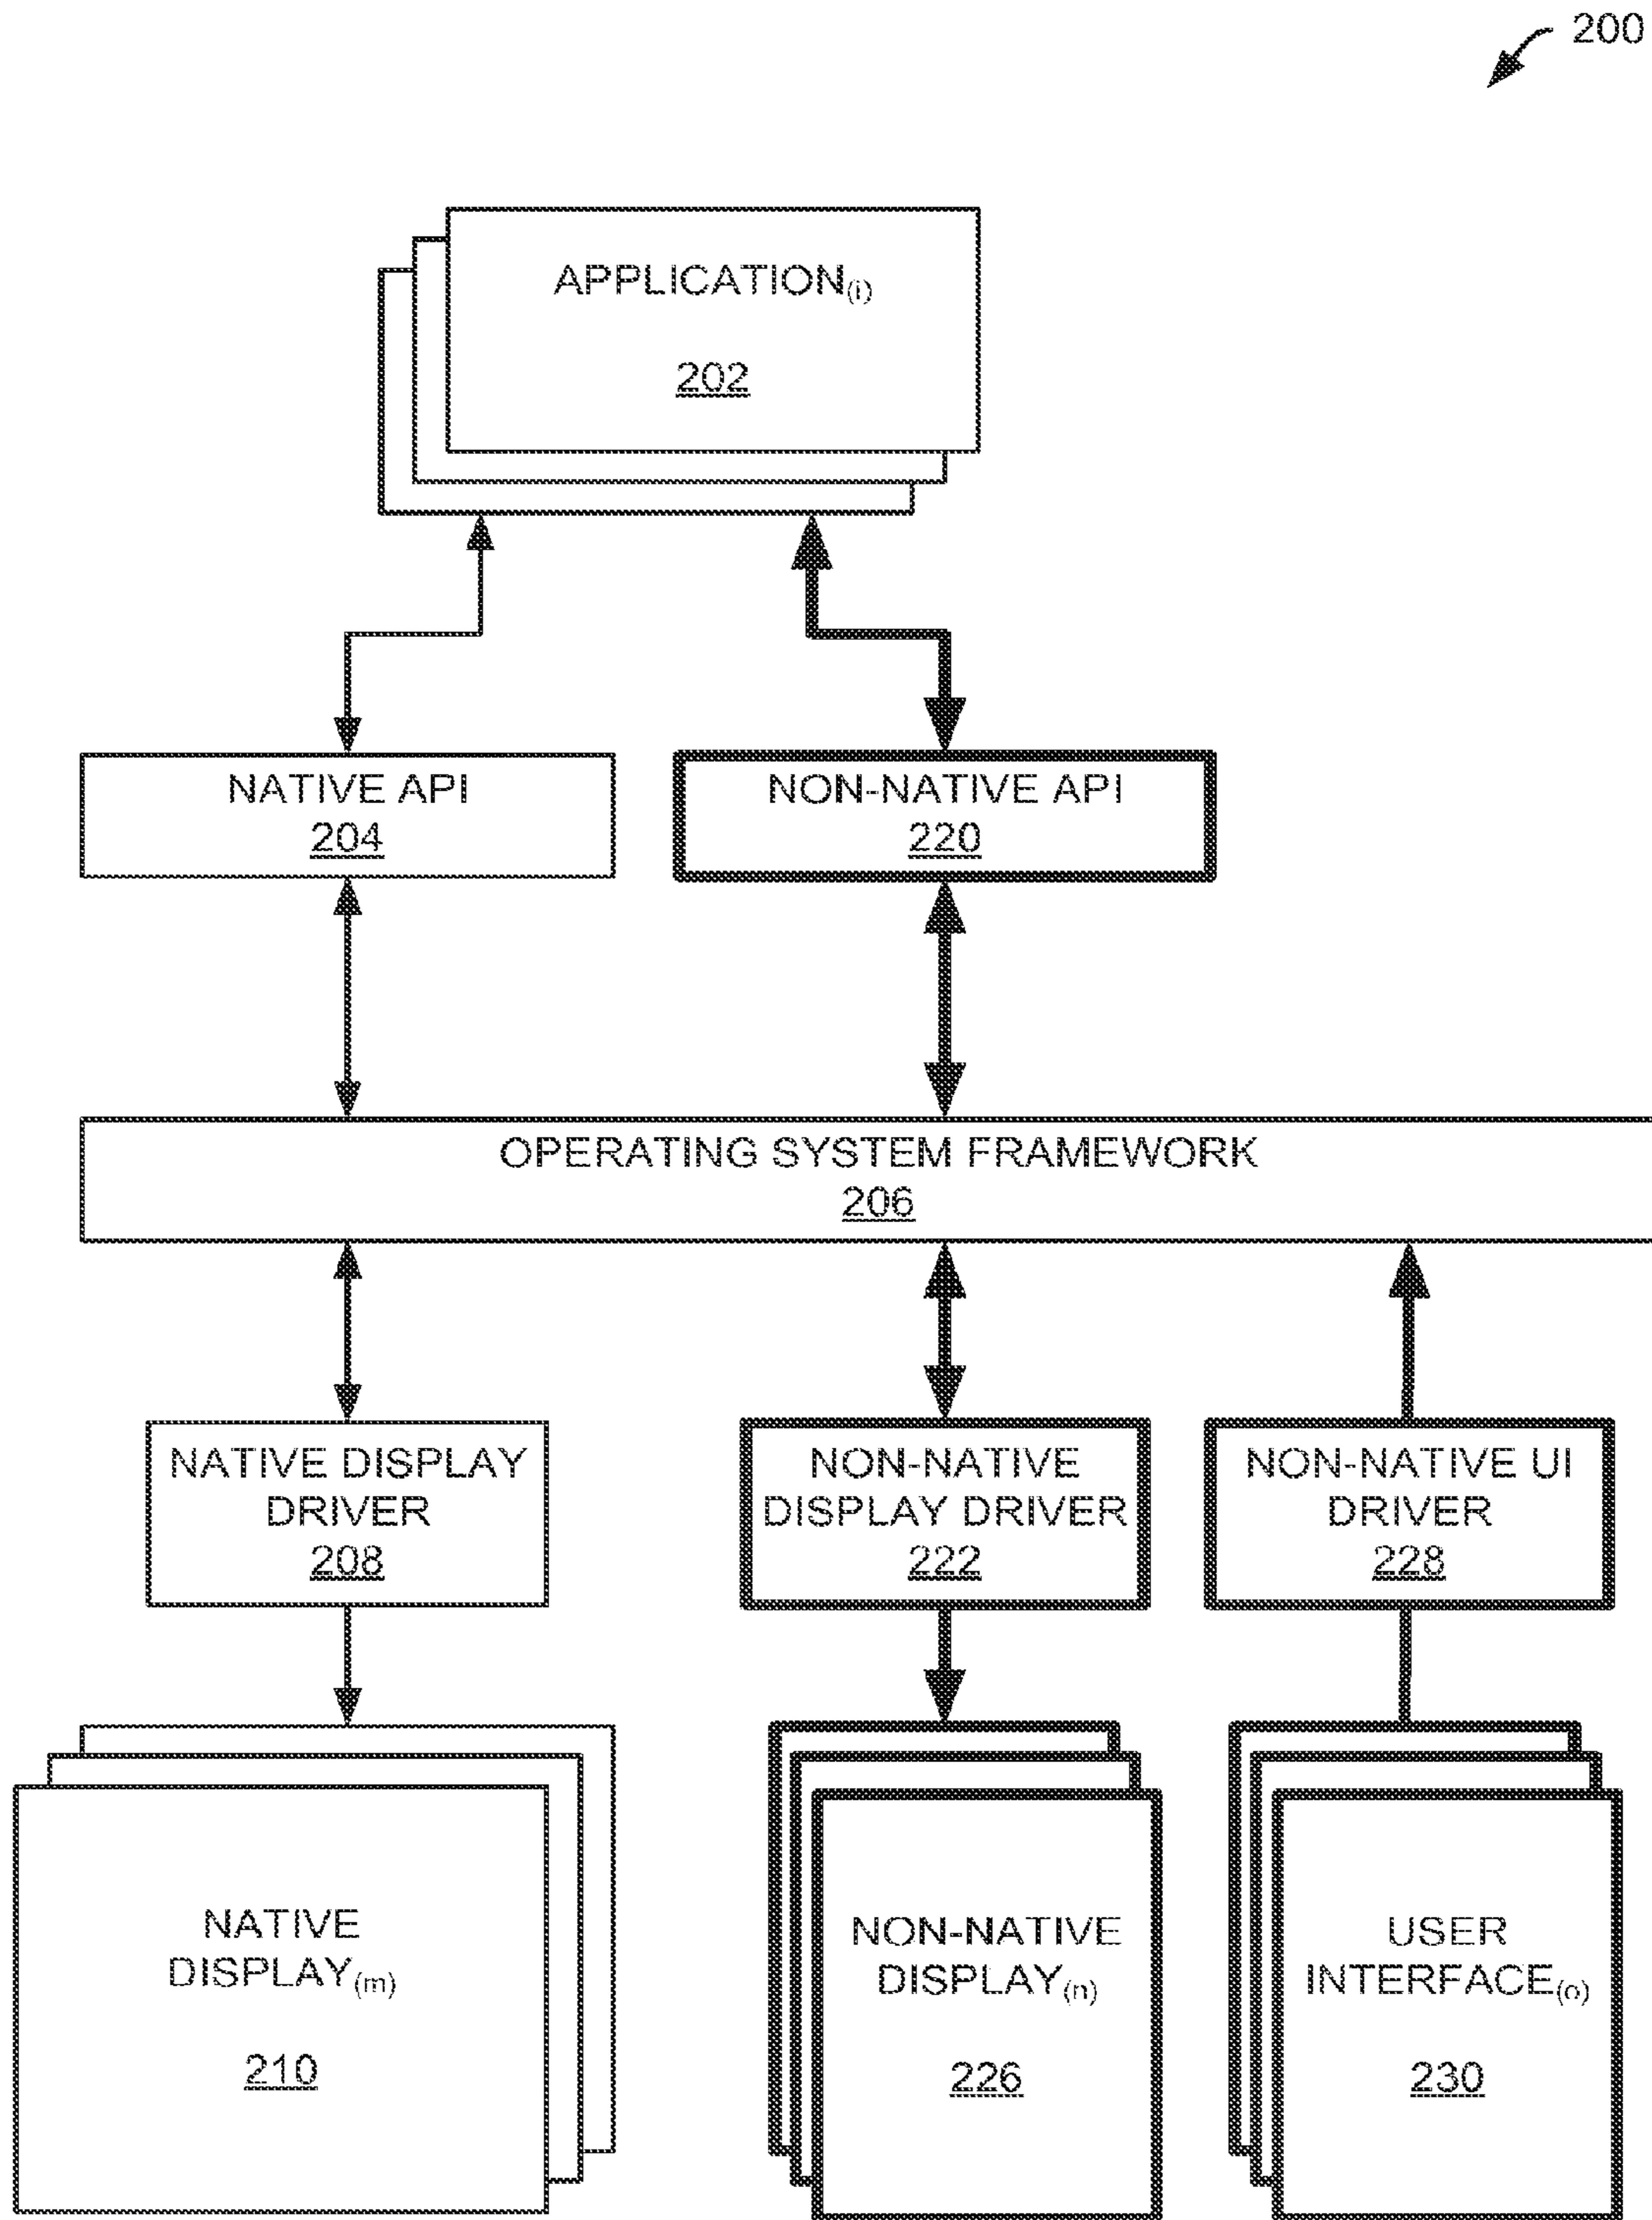 200
APPLICATION(i)
202
NATIVE API
204
NON-NATIVE API
220
OPERATING SYSTEM FRAMEWORK
206
NATIVE DISPLAY
DRIVER
208
NON-NATIVE
DISPLAY DRIVER
222
NON-NATIVE UI
DRIVER
228
NATIVE
DISPLAY(m)
210
NON-NATIVE
DISPLAY(n)
226
USER
INTERFACE(o)
230